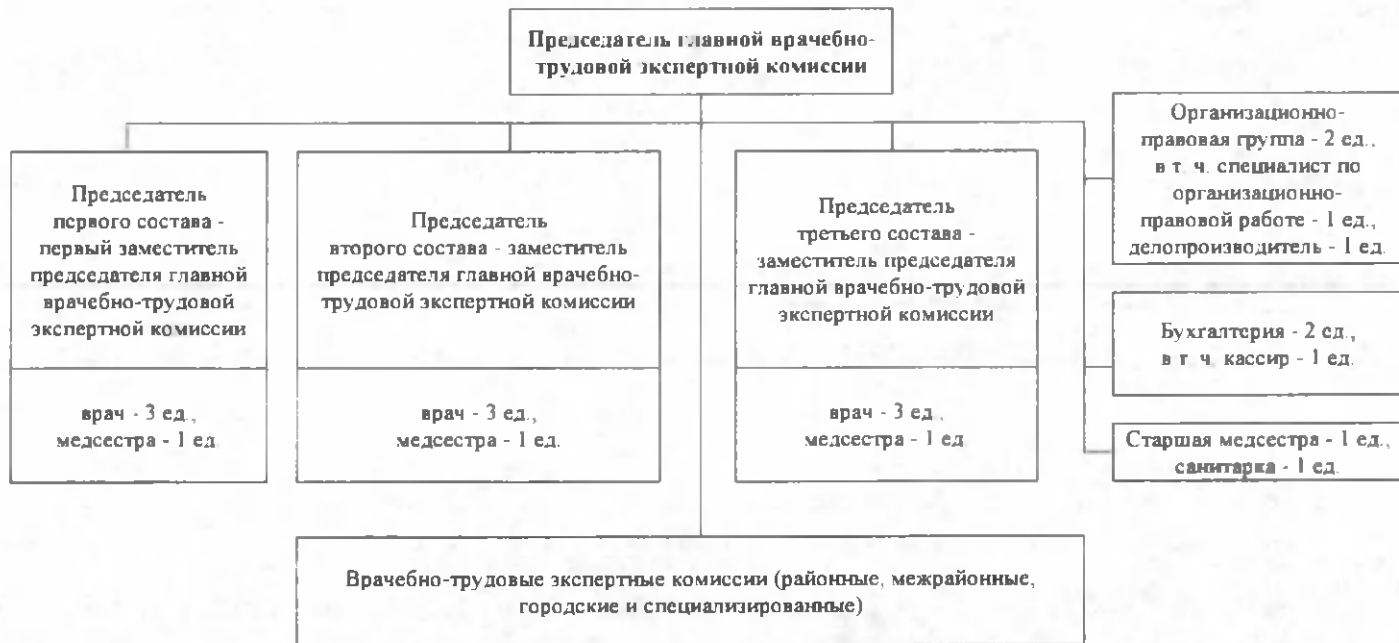 Председатель главной врачебно-
трудовой экспертной комиссии
Председатель
первого состава -
первый заместитель
председателя главной
врачебно-трудовой
экспертной комиссии
врач - 3 ед.,
медсестра - 1 ед.
Председатель
второго состава - заместитель
председателя главной врачебно-
трудовой экспертной комиссии
врач - 3 ед.,
медсестра - 1 ед.
Председатель
третьего состава -
заместитель председателя
главной врачебно-трудовой
экспертной комиссии
врач - 3 ед.,
медсестра - 1 ед.
Организационно-
правовая группа - 2 ед.,
в т. ч. специалист по
организационно-
правовой работе - 1 ед.,
делопроизводитель - 1 ед.
Бухгалтерия - 2 ед.,
в т. ч. кассир - 1 ед.
Старшая медсестра - 1 ед.,
санитарка - 1 ед.
Врачебно-трудовые экспертные комиссии (районные, межрайонные,
городские и специализированные)